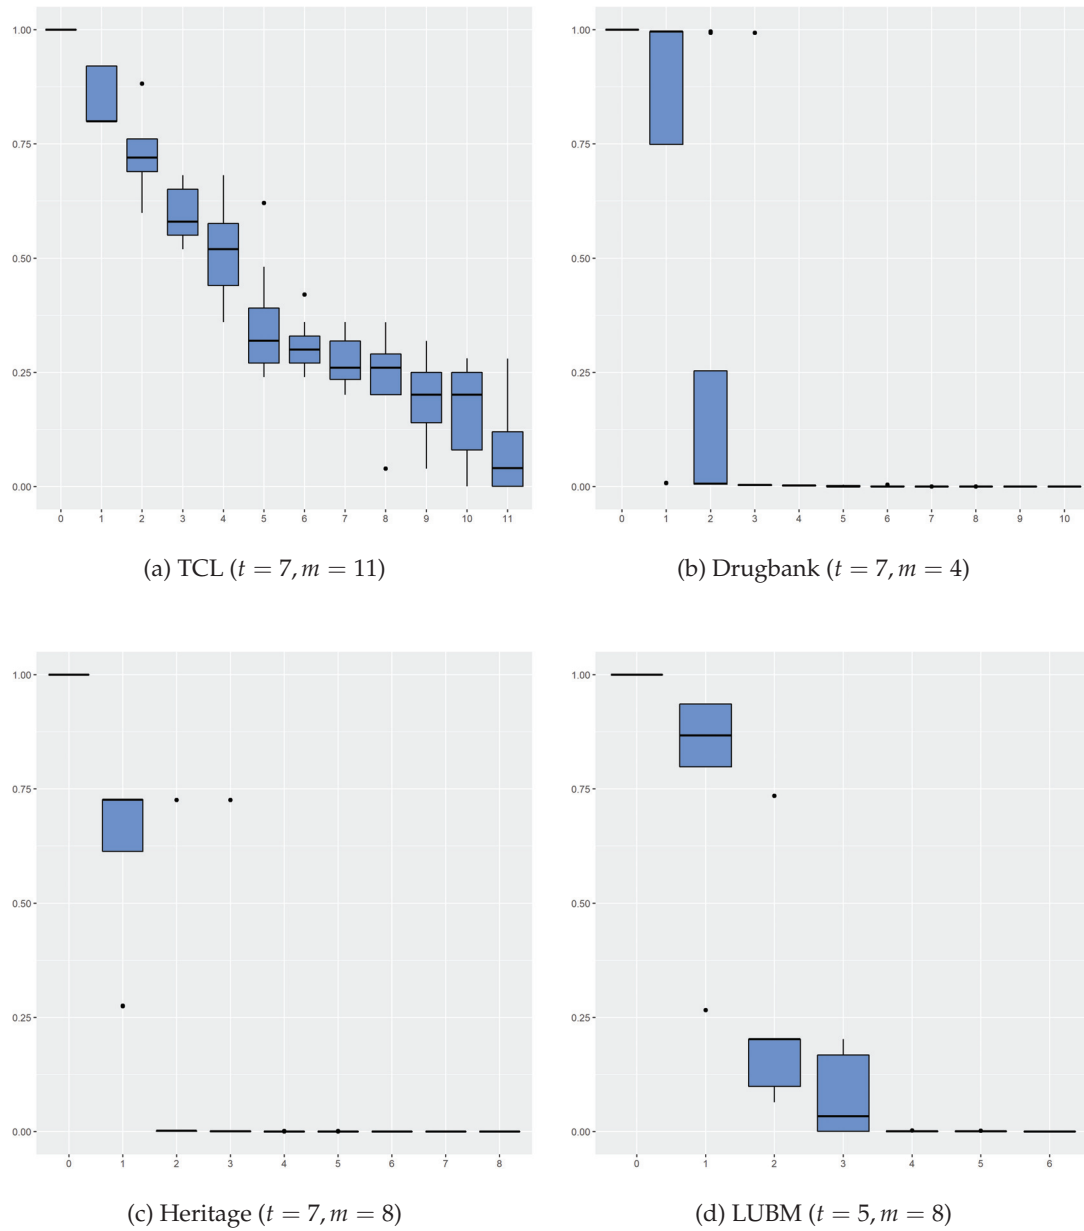 1.00
0.75
0.50
0.25
0.00
0 1 2 3 4 5 6 7 8 9 10 11
(a) TCL (t = 7, m = 11)
1.00
0.75
0.50
0.25
0.00
0 1 2 3 4 5 6 7 8 9 10
(b) Drugbank (t = 7, m = 4)
1.00
0.75
0.50
0.25
0.00
0 1 2 3 4 5 6 7 8
(c) Heritage (t = 7, m = 8)
1.00
0.75
0.50
0.25
0.00
0 1 2 3 4 5 6
(d) LUBM (t = 5, m = 8)